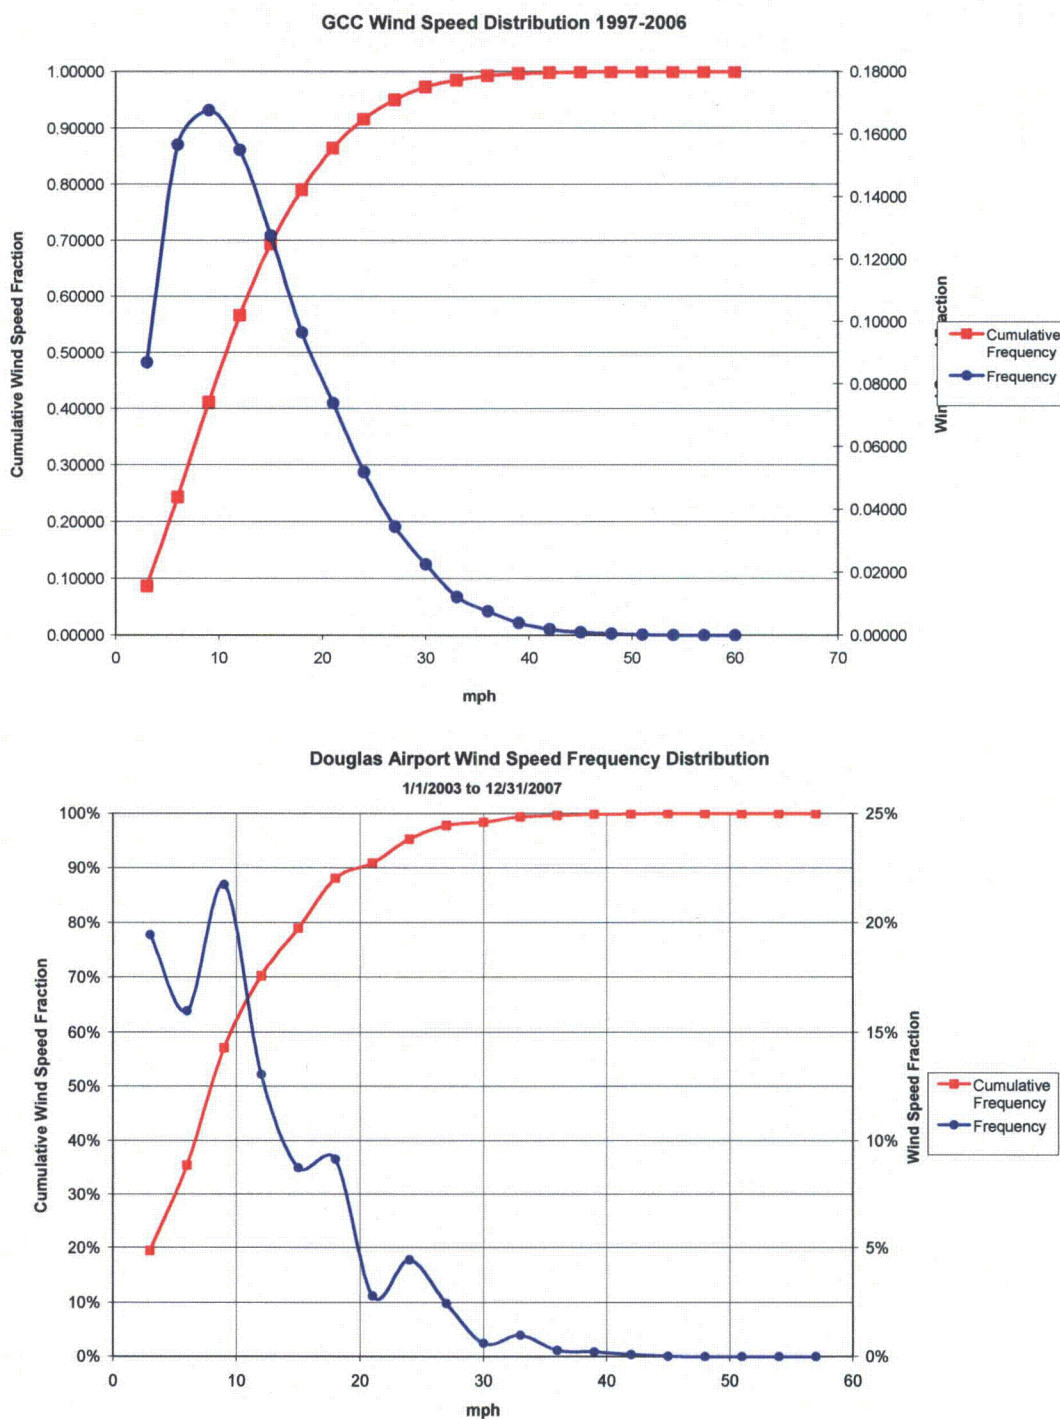 GCC Wind Speed Distribution 1997-2006
1.00000
0.90000
0.80000
0.70000
0.60000
0.50000
0.40000
0.30000
0.20000
0.10000
0.00000
Cumulative Wind Speed Fraction
0.18000
0.16000
0.14000
0.12000
0.10000
0.08000
0.06000
0.04000
0.02000
0.00000
Cumulative
Frequency
Frequency
0 10 20 30 40 50 60 70
mph
Douglas Airport Wind Speed Frequency Distribution
1/1/2003 to 12/31/2007
100%
90%
80%
70%
60%
50%
40%
30%
20%
10%
0%
Cumulative Wind Speed Fraction
25%
20%
15%
10%
5%
0%
Wind Speed Fraction
Cumulative
Frequency
Frequency
0 10 20 30 40 50 60
mph